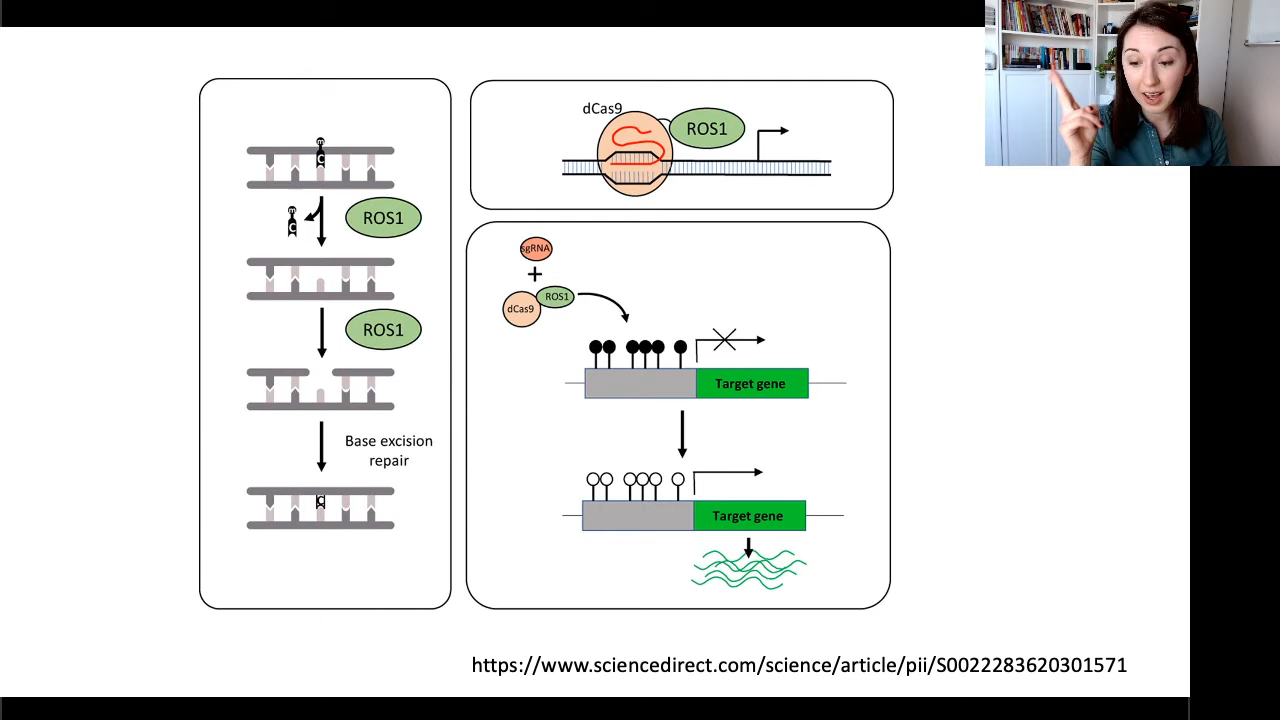 m
C
m
C
ROS1
ROS1
Base excision
repair
C
dCas9
ROS1
sgRNA
+
dCas9
ROS1
Target gene
Target gene
https://www.sciencedirect.com/science/article/pii/S0022283620301571